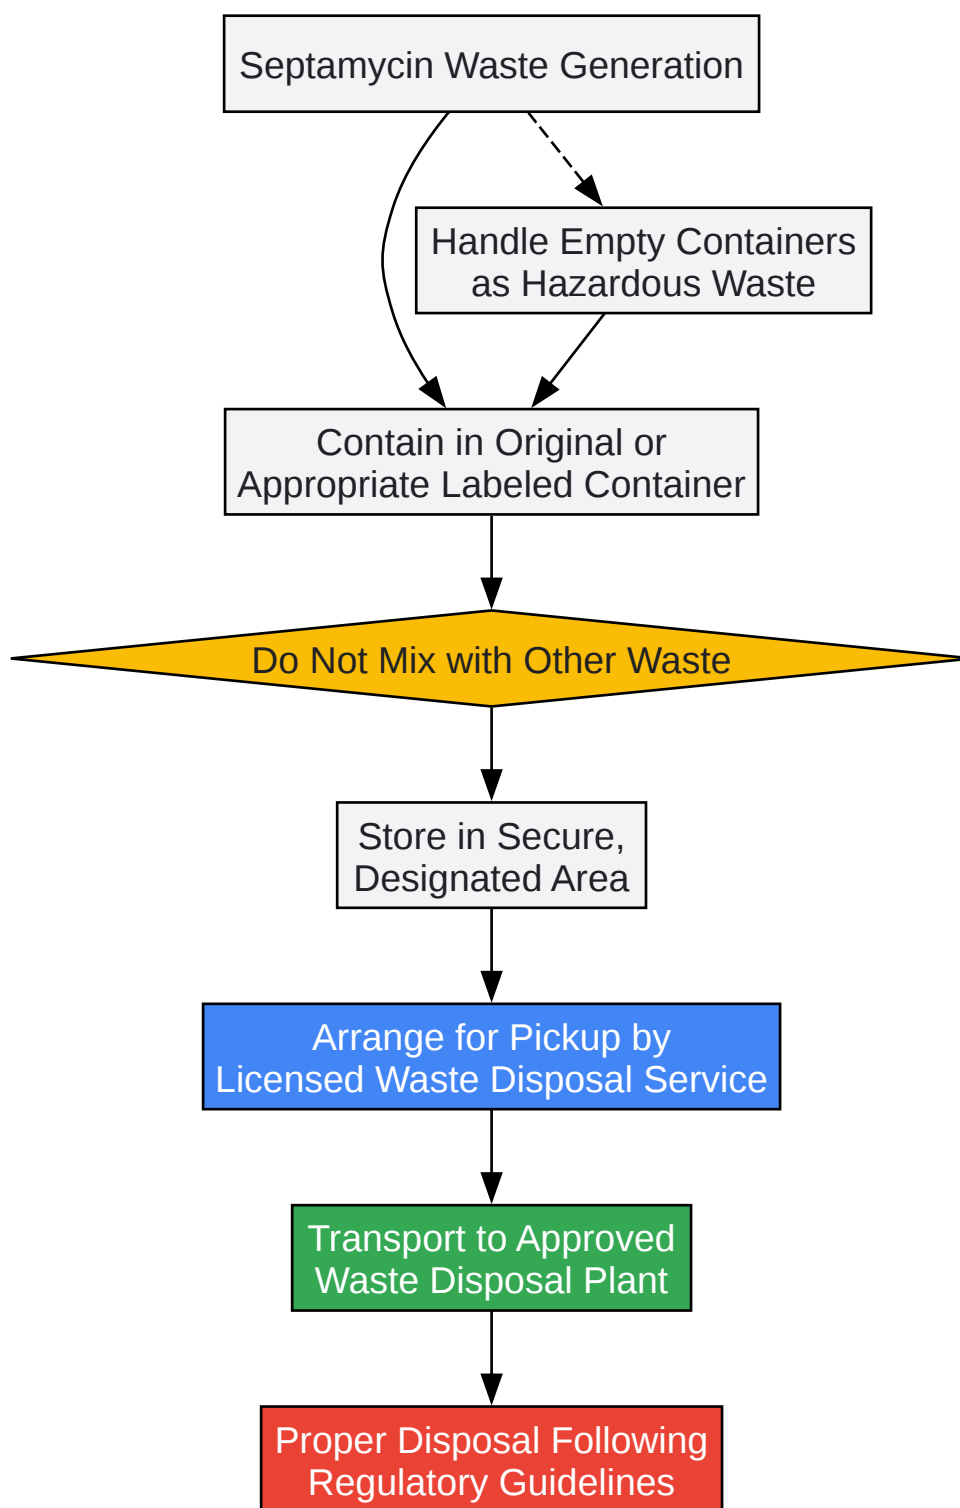 Septamycin Waste Generation
Handle Empty Containers
as Hazardous Waste
Contain in Original or
Appropriate Labeled Container
Do Not Mix with Other Waste
Store in Secure,
Designated Area
Arrange for Pickup by
Licensed Waste Disposal Service
Transport to Approved
Waste Disposal Plant
Proper Disposal Following
Regulatory Guidelines